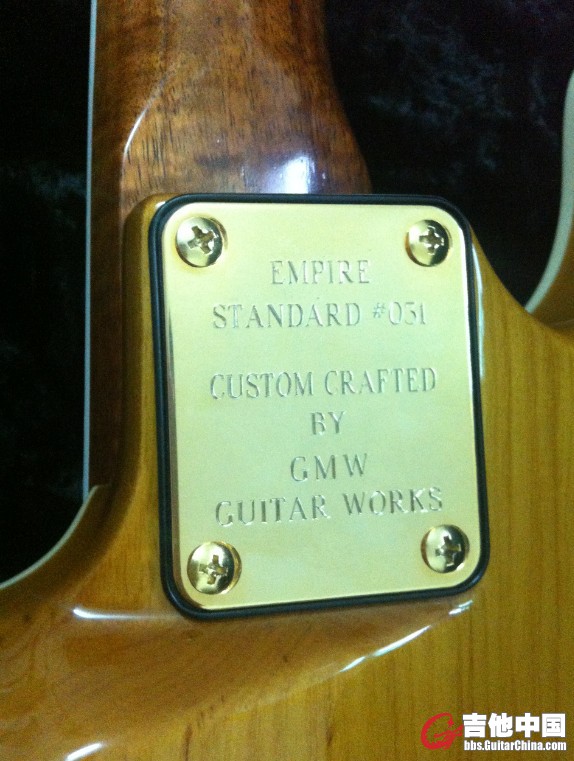 EMPIRE
STANDARD #031
CUSTOM CRAFTED
BY
GMW
GUITAR WORKS
吉他中国
bbs.GuitarChina.com